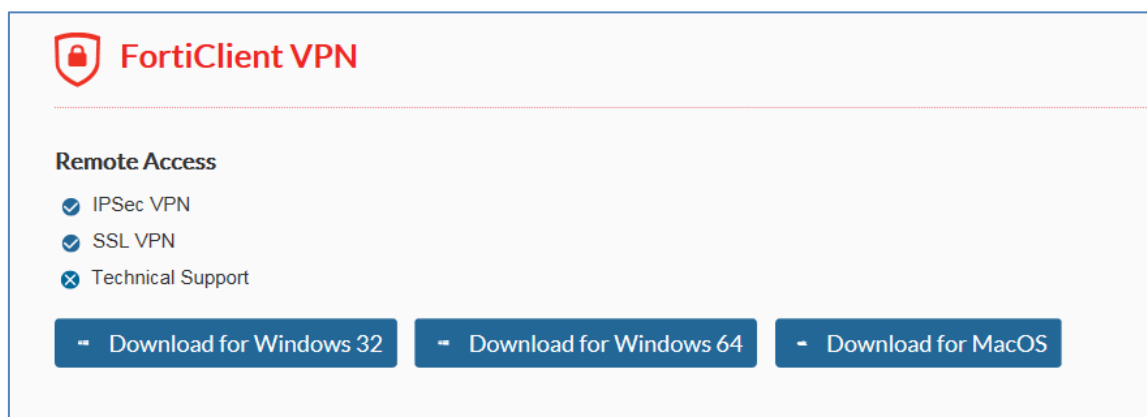 FortiClient VPN
Remote Access
IPSec VPN
SSL VPN
Technical Support
Download for Windows 32 Download for Windows 64 Download for MacOS